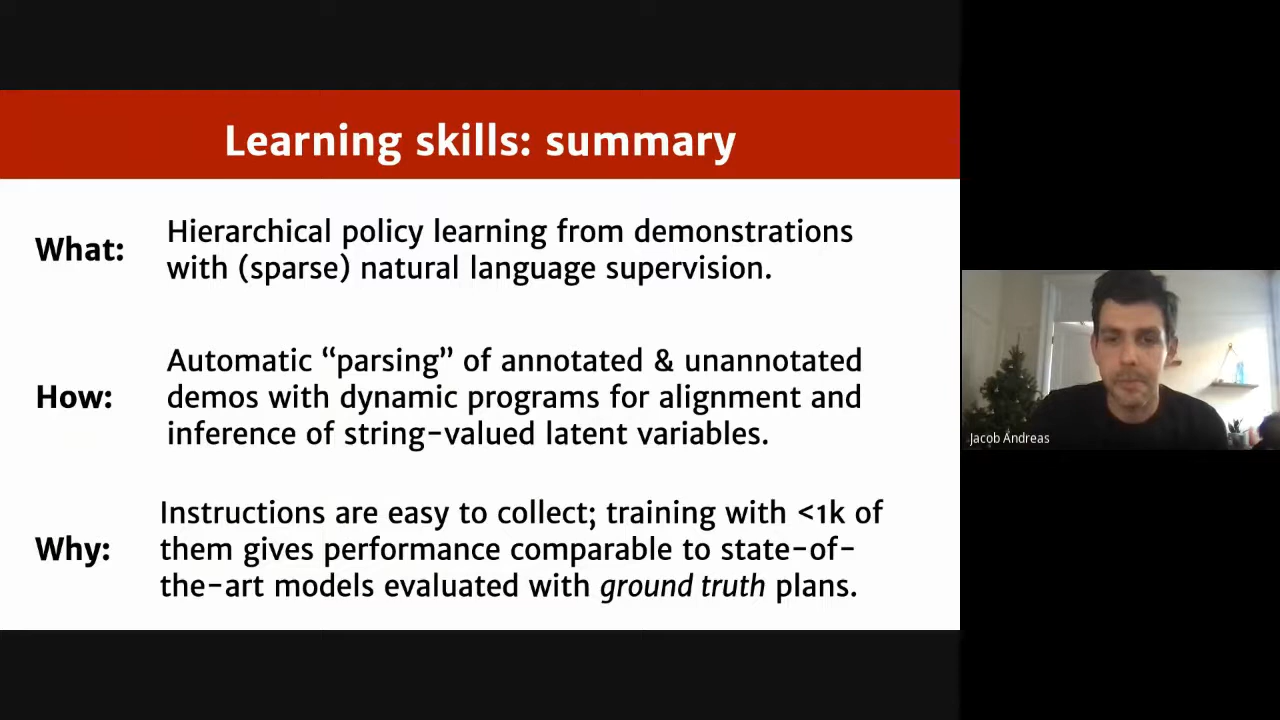 Learning skills: summary
What:
Hierarchical policy learning from demonstrations
with (sparse) natural language supervision.
How:
Automatic “parsing” of annotated & unannotated
demos with dynamic programs for alignment and
inference of string-valued latent variables.
Why:
Instructions are easy to collect; training with <1k of
them gives performance comparable to state-of-
the-art models evaluated with ground truth plans.
Jacob Andreas